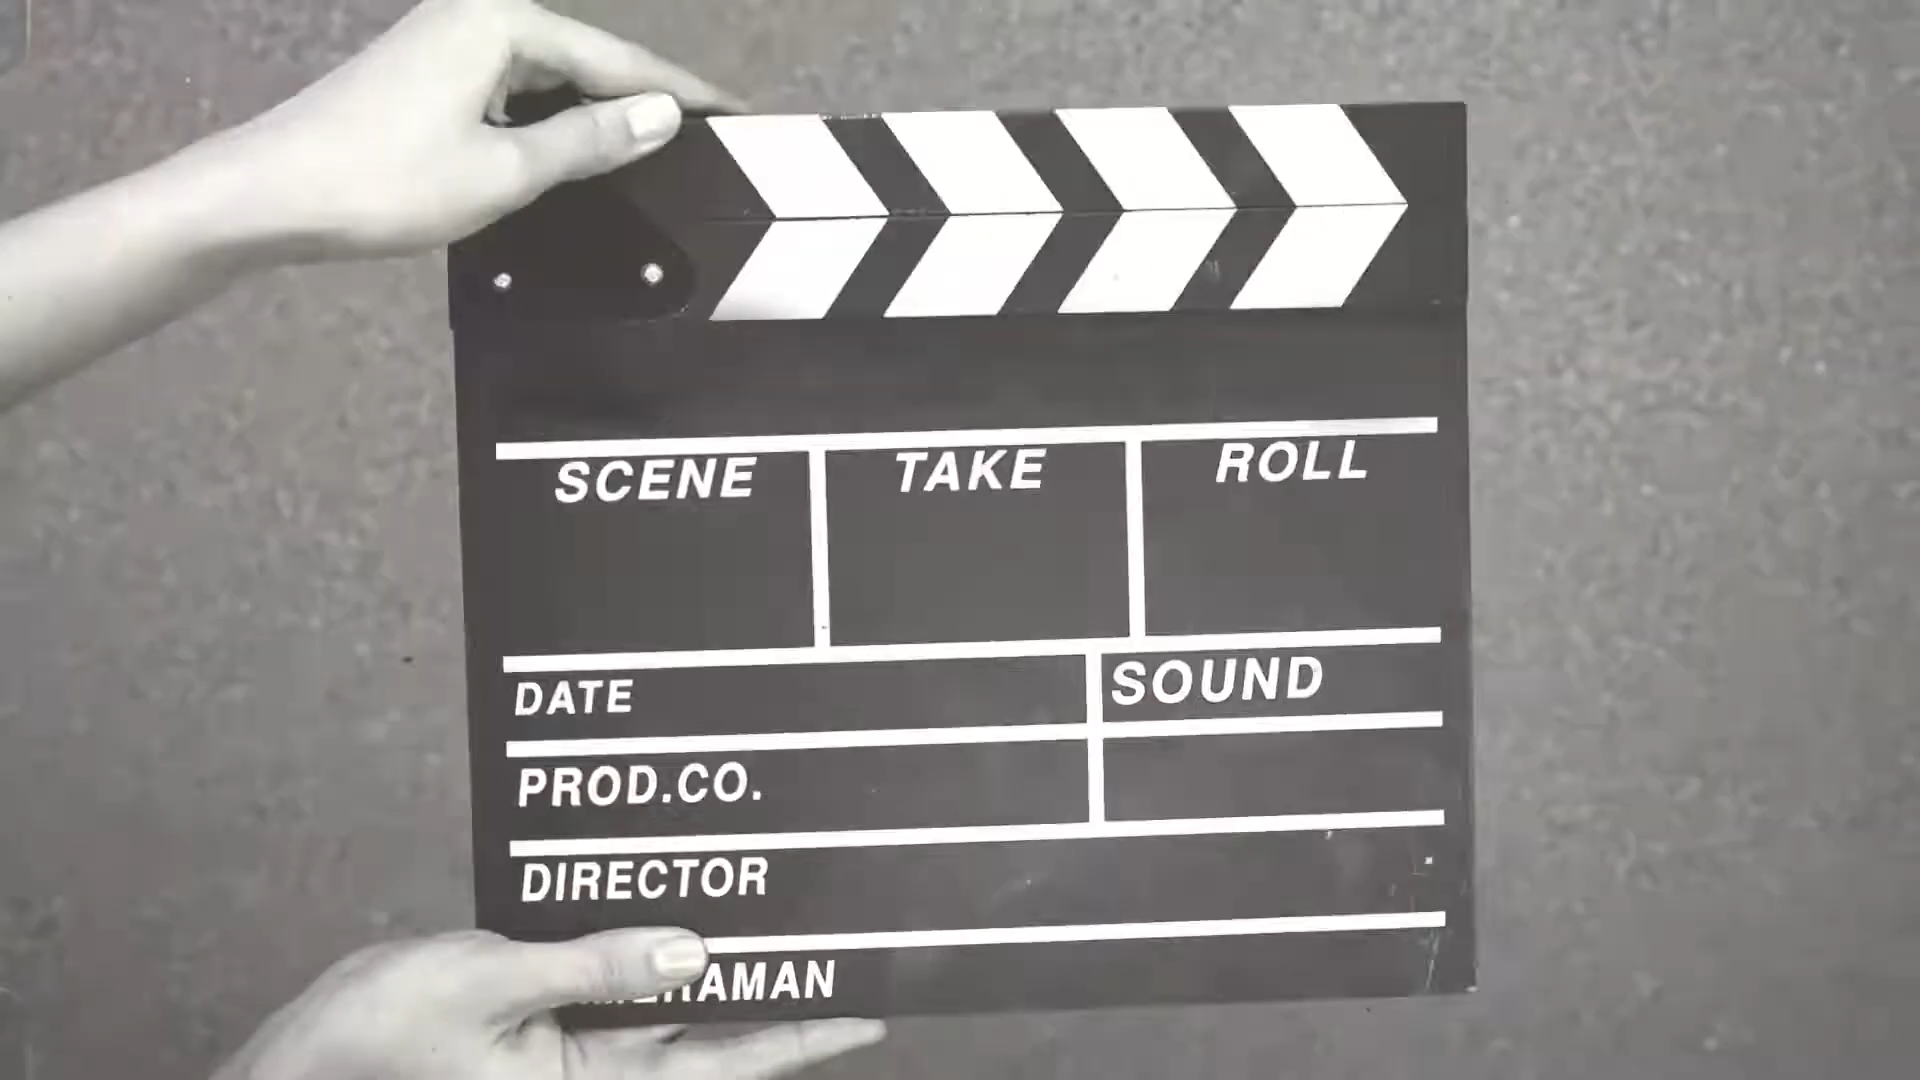 SCENE TAKE ROLL
DATE SOUND
PROD.CO.
DIRECTOR